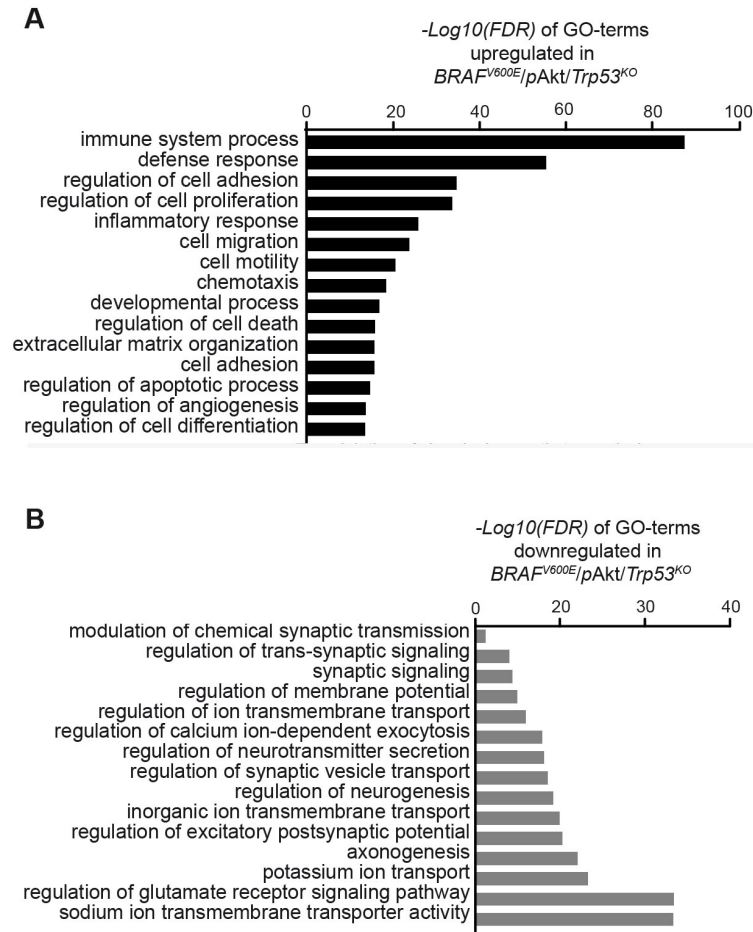 A
-Log10(FDR) of GO-terms
upregulated in
BRAFV600E/pAkt/Trp53KO
0 20 40 60 80 100
immune system process
defense response
regulation of cell adhesion
regulation of cell proliferation
inflammatory response
cell migration
cell motility
chemotaxis
developmental process
regulation of cell death
extracellular matrix organization
cell adhesion
regulation of apoptotic process
regulation of angiogenesis
regulation of cell differentiation
B
-Log10(FDR) of GO-terms
downregulated in
BRAFV600E/pAkt/Trp53KO
0 20 30 40
modulation of chemical synaptic transmission
regulation of trans-synaptic signaling
synaptic signaling
regulation of membrane potential
regulation of ion transmembrane transport
regulation of calcium ion-dependent exocytosis
regulation of neurotransmitter secretion
regulation of synaptic vesicle transport
regulation of neurogenesis
inorganic ion transmembrane transport
regulation of excitatory postsynaptic potential
axonogenesis
potassium ion transport
regulation of glutamate receptor signaling pathway
sodium ion transmembrane transporter activity